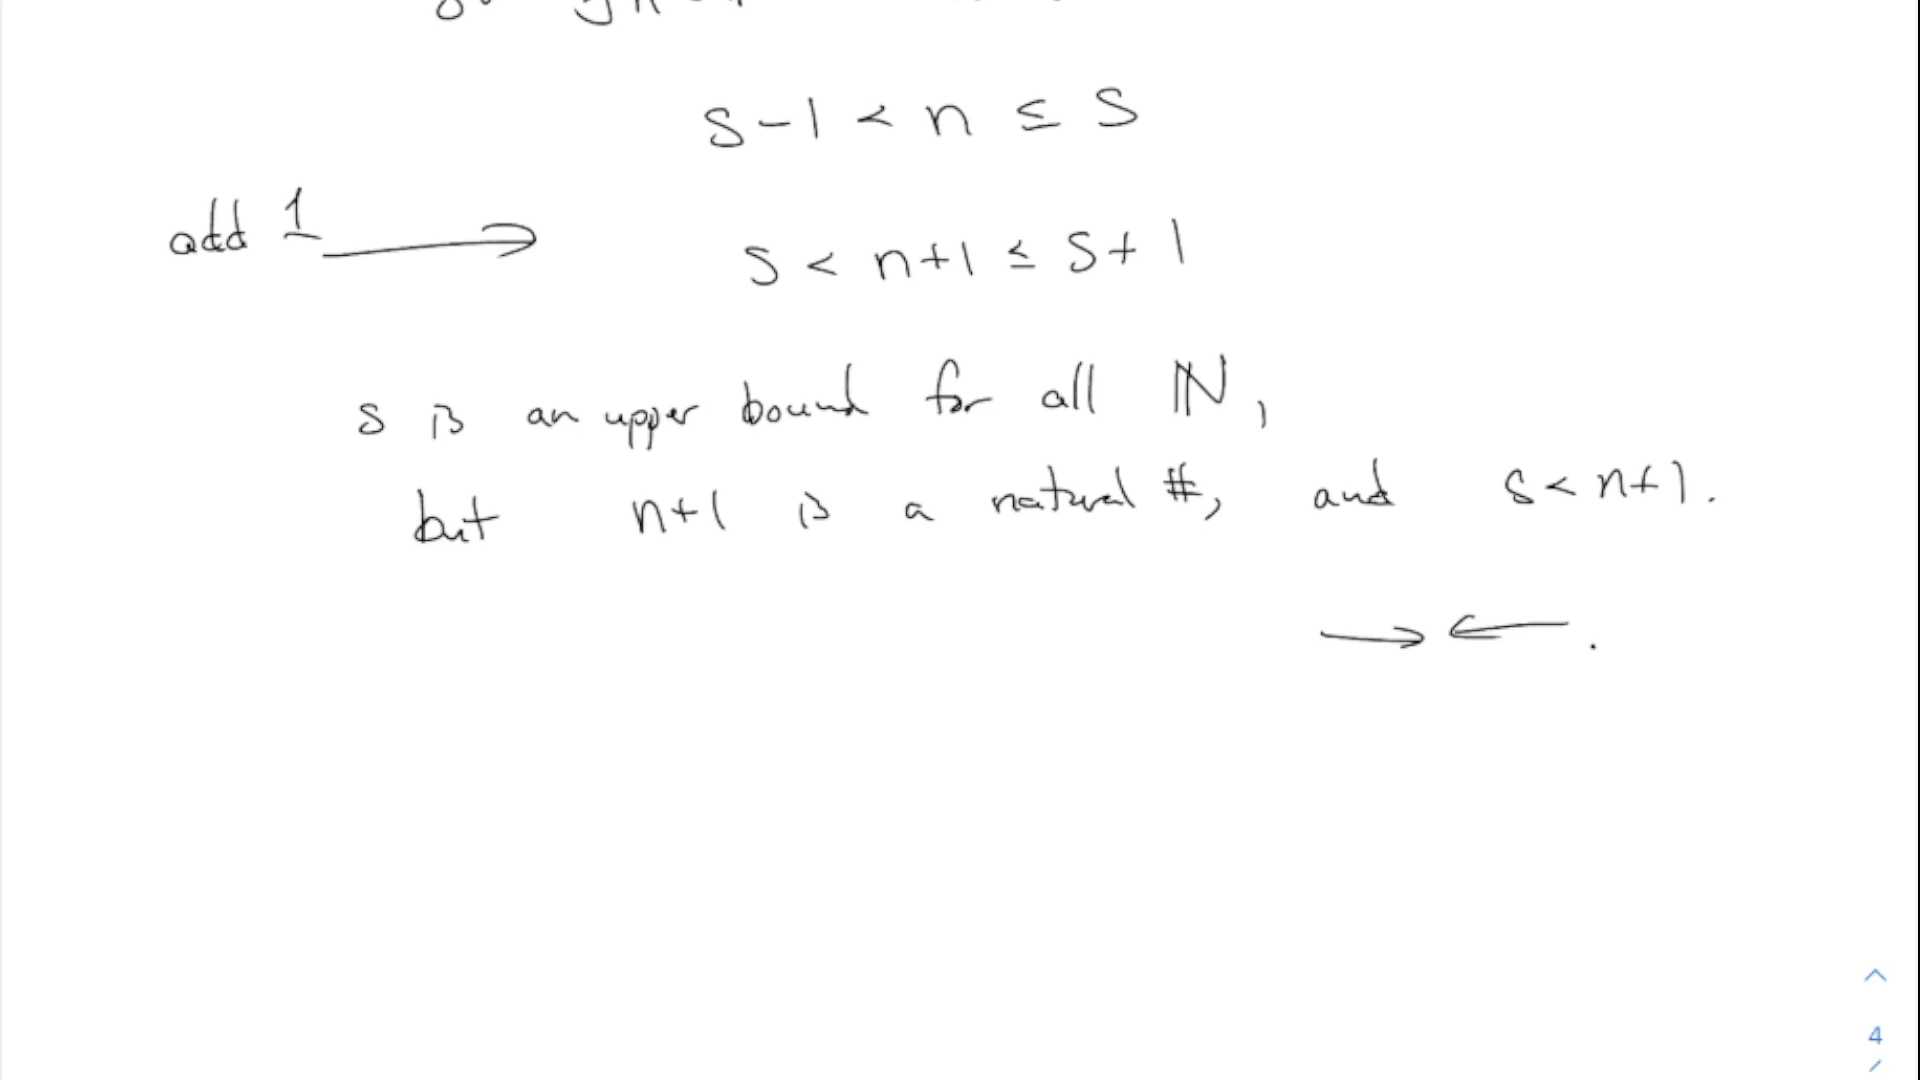 s-1 < n ≤ s
add 1 ⟶ s < n+1 ≤ s+1
s is an upper bound for all ℕ,
but n+1 is a natural #, and s < n+1.
→←.
4